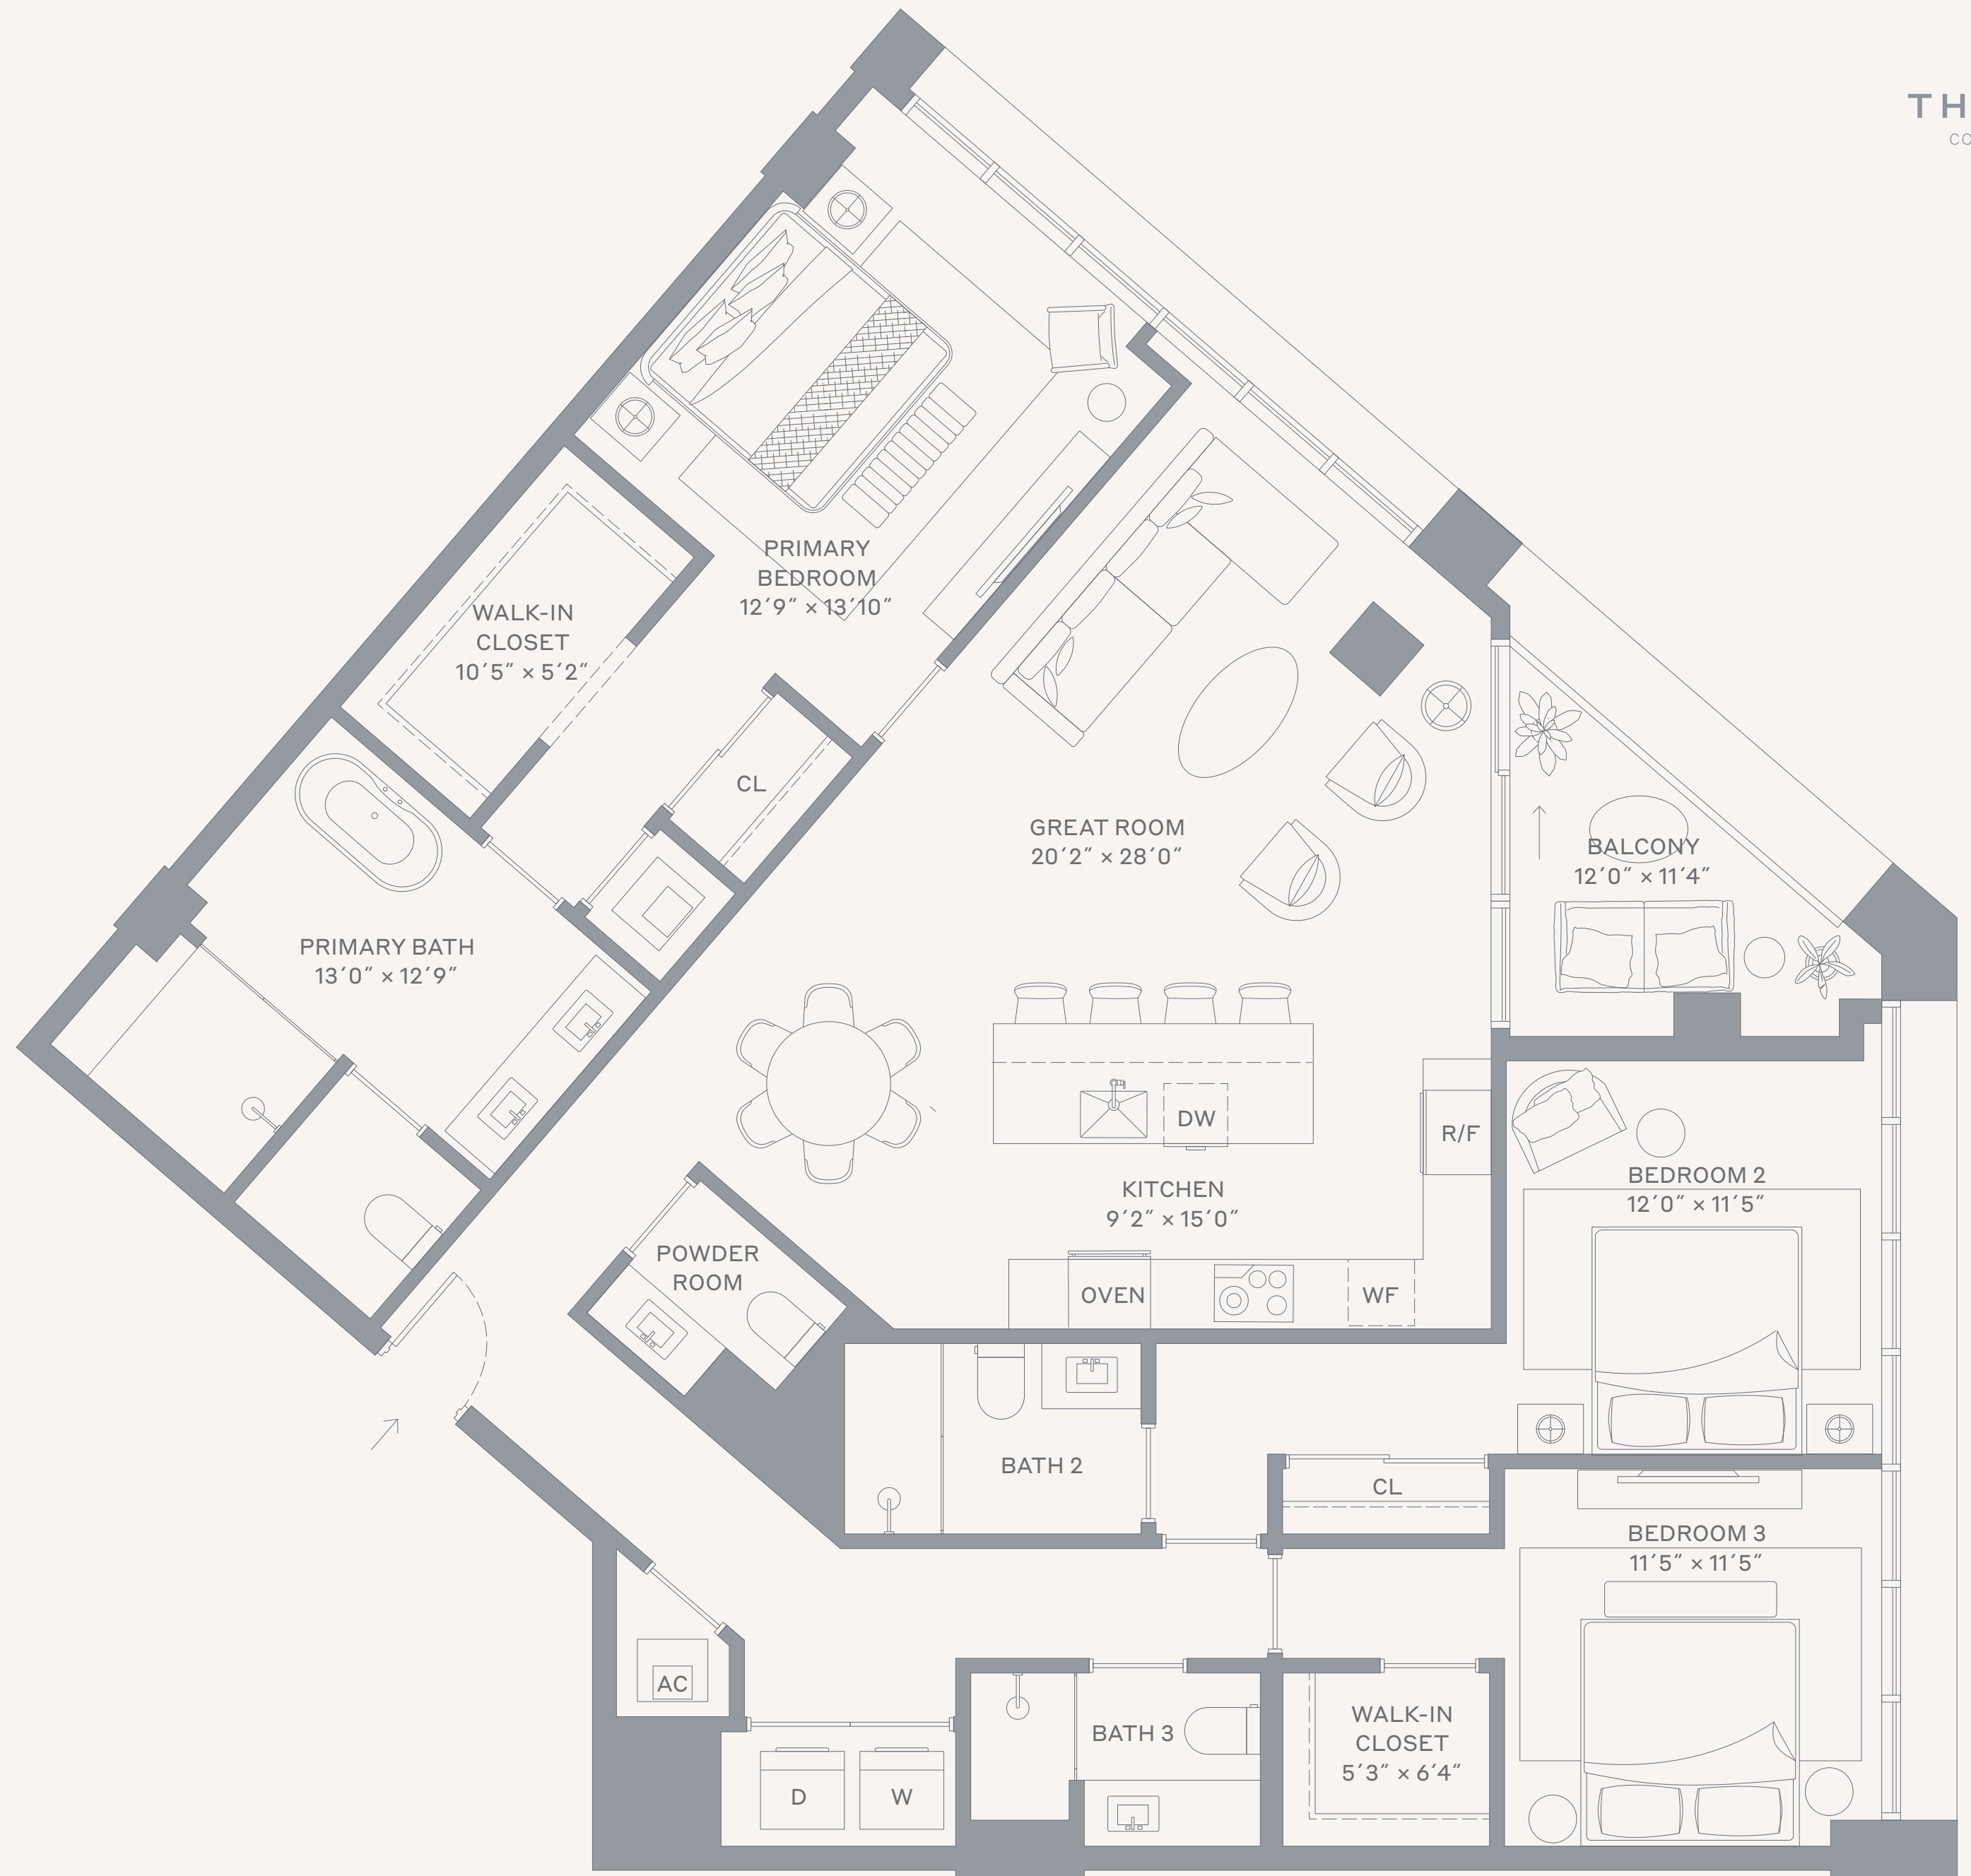 TH
CO
PRIMARY
BEDROOM
12′9″ × 13′10″
WALK-IN
CLOSET
10′5″ × 5′2″
CL
GREAT ROOM
20′2″ × 28′0″
BALCONY
12′0″ × 11′4″
PRIMARY BATH
13′0″ × 12′9″
DW
R/F
KITCHEN
9′2″ × 15′0″
BEDROOM 2
12′0″ × 11′5″
POWDER
ROOM
OVEN
WF
BATH 2
CL
BEDROOM 3
11′5″ × 11′5″
AC
BATH 3
WALK-IN
CLOSET
5′3″ × 6′4″
D
W